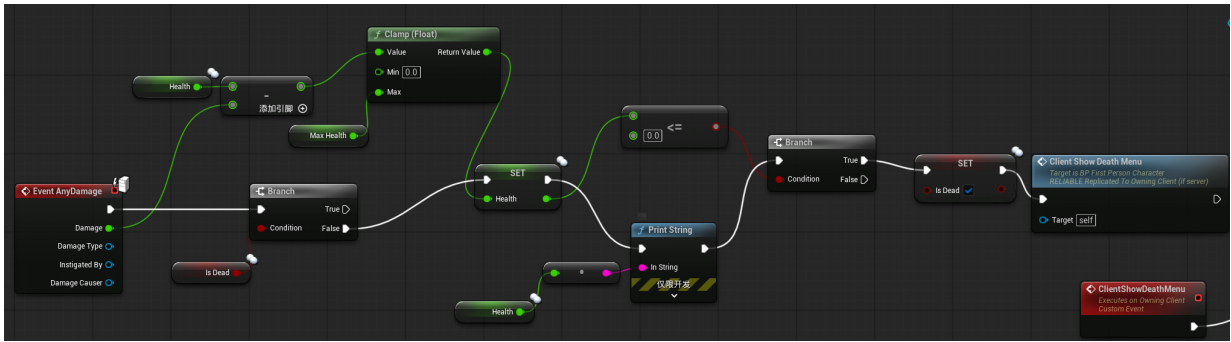 Clamp (Float)
Value
Return Value
Min 0.0
Max
Health
-
添加引脚
Max Health
<=
0.0
Branch
True
Condition
False
SET
Is Dead
Client Show Death Menu
Target is BP First Person Character
RELIABLE Replicated To Owning Client (if server)
Target self
SET
Health
Event AnyDamage
Damage
Damage Type
Instigated By
Damage Causer
Branch
True
Condition
False
Is Dead
Print String
In String
仅限开发
Health
ClientShowDeathMenu
Executes on Owning Client
Custom Event